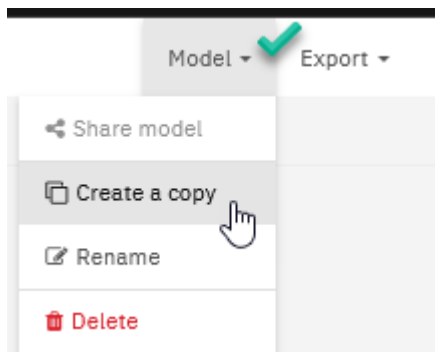 Model
Export
Share model
Create a copy
Rename
Delete